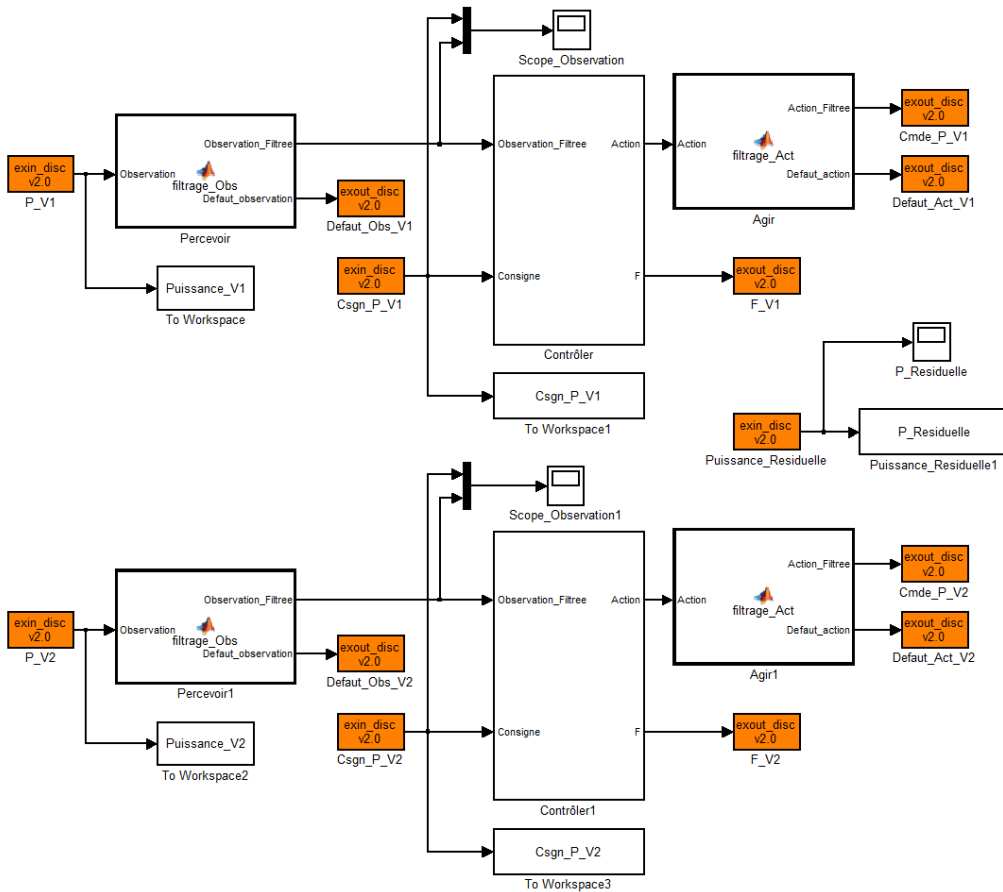 Scope_Observation
Observation_Filtree
Observation
filtrage_Obs
Defaut_observation
Percevoir
exin_disc
v2.0
P_V1
Puissance_V1
To Workspace
exout_disc
v2.0
Defaut_Obs_V1
exin_disc
v2.0
Csgn_P_V1
Observation_Filtree
Action
Consigne
F
Contrôler
Action
Action_Filtree
filtrage_Act
Defaut_action
Agir
exout_disc
v2.0
Cmde_P_V1
exout_disc
v2.0
Defaut_Act_V1
exout_disc
v2.0
F_V1
Csgn_P_V1
To Workspace1
P_Residuelle
exin_disc
v2.0
Puissance_Residuelle
P_Residuelle
Puissance_Residuelle1
Scope_Observation1
Observation_Filtree
Observation
filtrage_Obs
Defaut_observation
Percevoir1
exin_disc
v2.0
P_V2
Puissance_V2
To Workspace2
exout_disc
v2.0
Defaut_Obs_V2
exin_disc
v2.0
Csgn_P_V2
Observation_Filtree
Action
Consigne
F
Contrôler1
Action
Action_Filtree
filtrage_Act
Defaut_action
Agir1
exout_disc
v2.0
Cmde_P_V2
exout_disc
v2.0
Defaut_Act_V2
exout_disc
v2.0
F_V2
Csgn_P_V2
To Workspace3